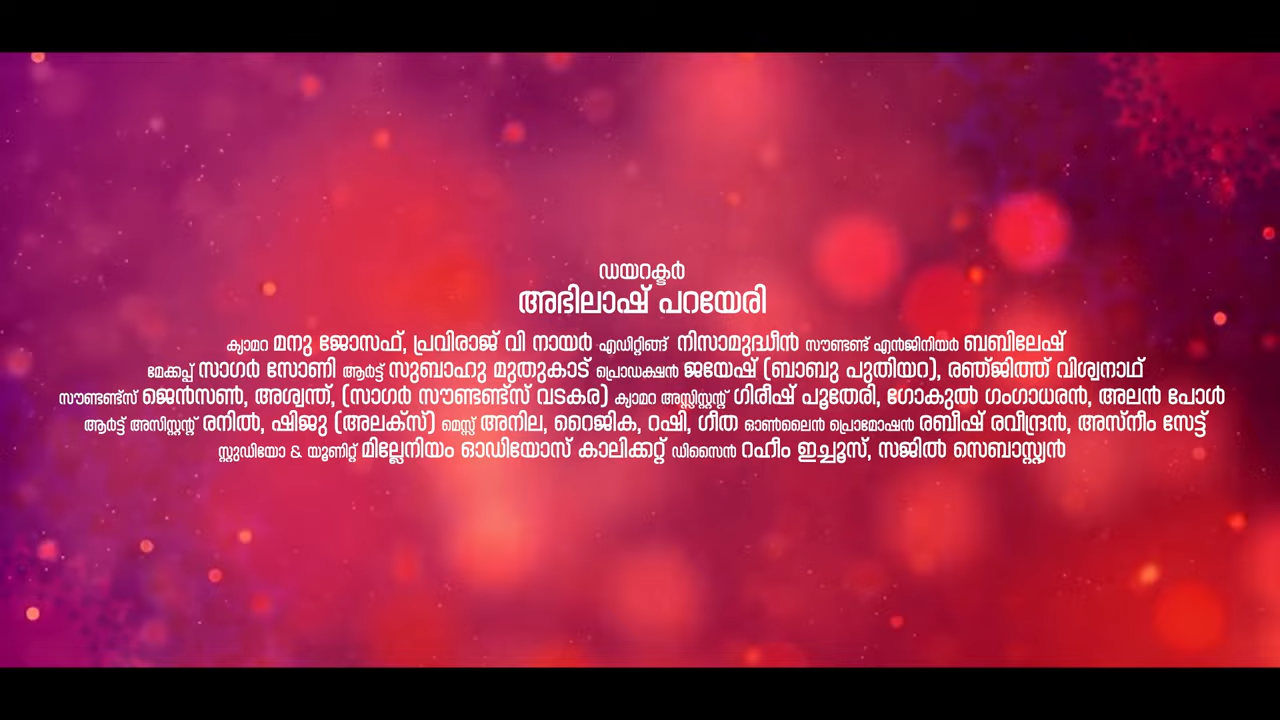 ഡയറക്ടർ
അഭിലാഷ് പറയേരി
ക്യാമറ മനു ജോസഫ്, പ്രവിരാജ് വി നായർ എഡിറ്റിങ്ങ് നിസാമുദ്ധീൻ സൗണ്ടണ്ട് എൻജിനിയർ ബബിലേഷ്
മേക്കപ്പ് സാഗർ സോണി ആർട്ട് സുബാഹു മുതുകാട് പ്രൊഡക്ഷൻ ജയേഷ് (ബാബു പുതിയറ), രഞ്ജിത്ത് വിശ്വനാഥ്
സൗണ്ടണ്ട്സ് ജെൻസൺ, അശ്വന്ത്, (സാഗർ സൗണ്ടണ്ട്സ് വടകര) ക്യാമറ അസ്സിസ്റ്റന്റ് ഗിരീഷ് പൂതേരി, ഗോകുൽ ഗംഗാധരൻ, അലൻ പോൾ
ആർട്ട് അസിസ്റ്റന്റ് രനിൽ, ഷിജു (അലക്സ്) മെസ്സ് അനില, റൈജിക, റഷി, ഗീത ഓൺലൈൻ പ്രൊമോഷൻ രബീഷ് രവീന്ദ്രൻ, അസ്നീം സേട്ട്
സ്റ്റുഡിയോ & യൂണിറ്റ് മില്ലേനിയം ഓഡിയോസ് കാലിക്കറ്റ് ഡിസൈൻ റഹീം ഇച്ചൂസ്, സജിൽ സെബാസ്റ്റ്യൻ